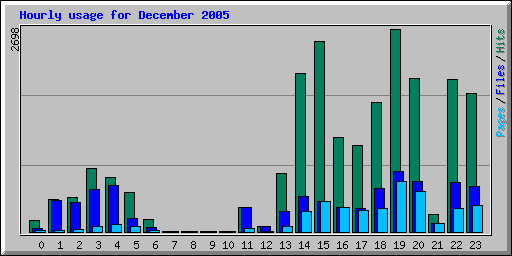 Hourly usage for December 2005
2698
Pages / Files / Hits
0 1 2 3 4 5 6 7 8 9 10 11 12 13 14 15 16 17 18 19 20 21 22 23